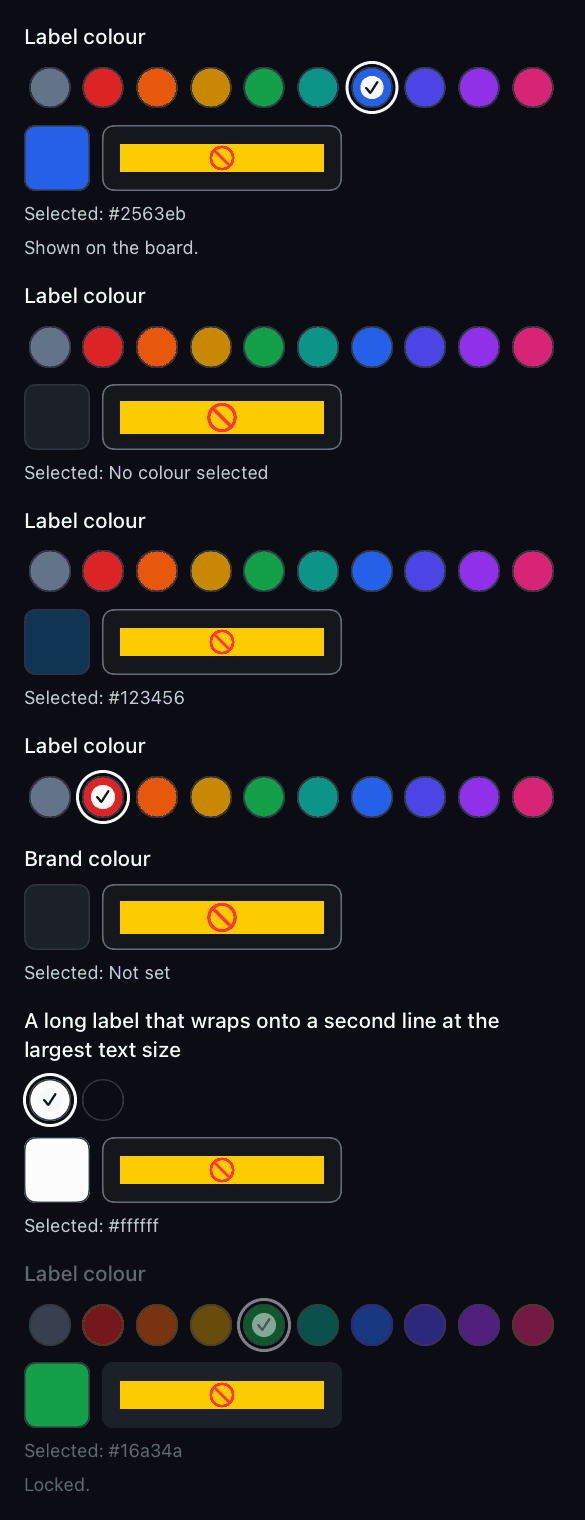 Label colour
Selected: #2563eb
Shown on the board.
Label colour
Selected: No colour selected
Label colour
Selected: #123456
Label colour
Brand colour
Selected: Not set
A long label that wraps onto a second line at the
largest text size
Selected: #ffffff
Label colour
Selected: #16a34a
Locked.